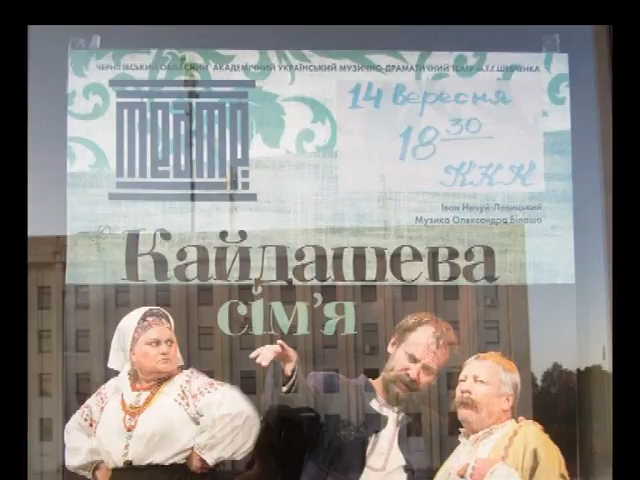 ЧЕРНІГІВСЬКИЙ ОБЛАСНИЙ АКАДЕМІЧНИЙ УКРАЇНСЬКИЙ МУЗИЧНО-ДРАМАТИЧНИЙ ТЕАТР ім.Т.Г.ШЕВЧЕНКА
театр.
14 вересня
18 30
ККК
Іван Нечуй-Левицький
Музика Олександра Білаша
Кайдашева
сім'я